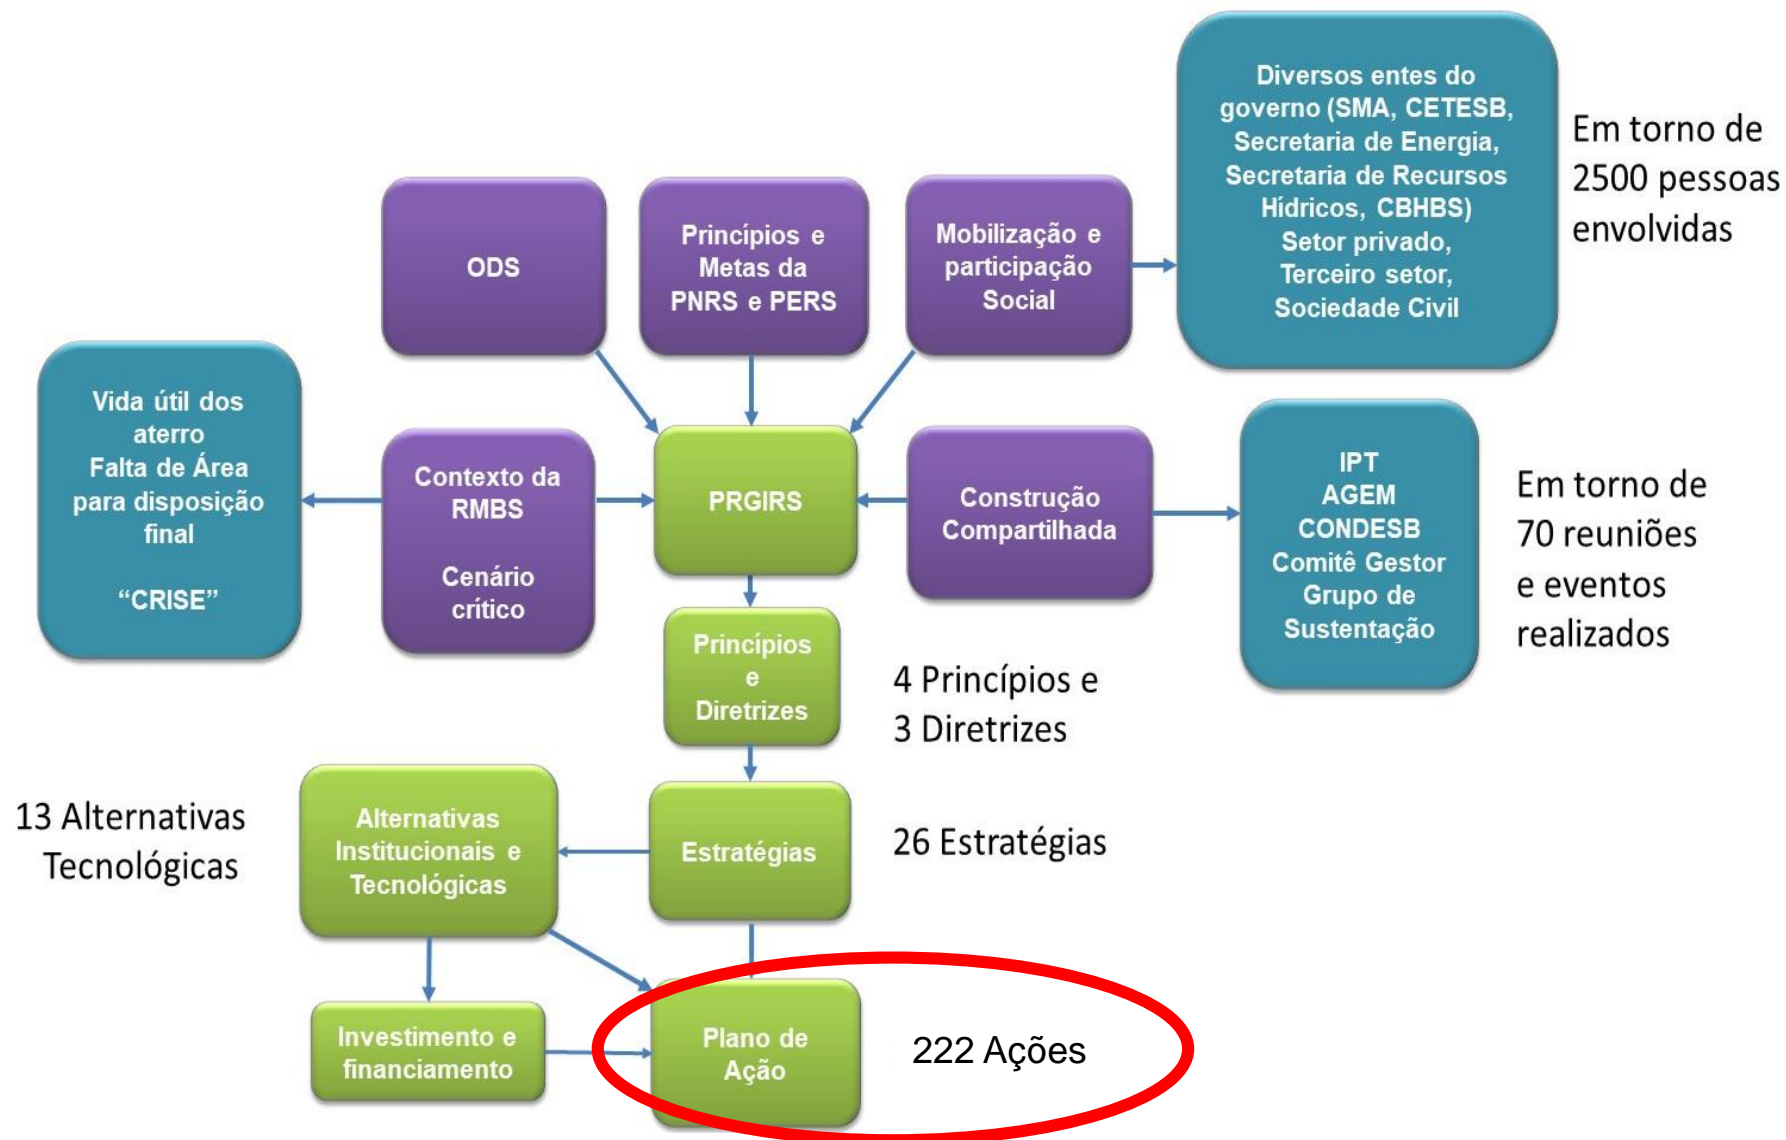 Diversos entes do
governo (SMA, CETESB,
Secretaria de Energia,
Secretaria de Recursos
Hídricos, CBHBS)
Setor privado,
Terceiro setor,
Sociedade Civil
Em torno de
2500 pessoas
envolvidas
ODS
Princípios e
Metas da
PNRS e PERS
Mobilização e
participação
Social
Vida útil dos
aterro
Falta de Área
para disposição
final
“CRISE”
Contexto da
RMBS
Cenário
crítico
PRGIRS
Construção
Compartilhada
IPT
AGEM
CONDESB
Comitê Gestor
Grupo de
Sustentação
Em torno de
70 reuniões
e eventos
realizados
Princípios
e
Diretrizes
4 Princípios e
3 Diretrizes
13 Alternativas
Tecnológicas
Alternativas
Institucionais e
Tecnológicas
Estratégias
26 Estratégias
Investimento e
financiamento
Plano de
Ação
222 Ações